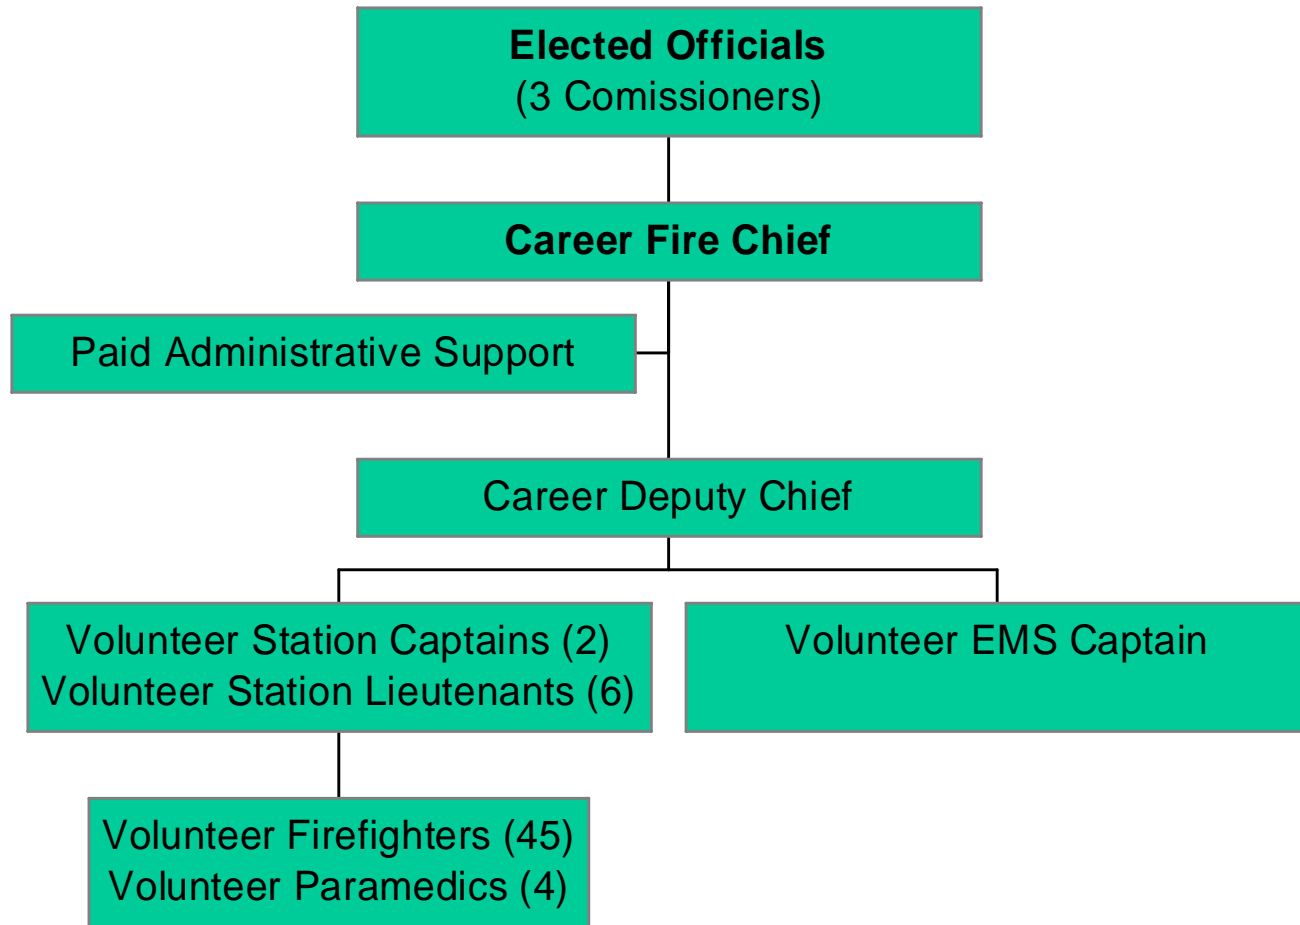 Elected Officials
(3 Comissioners)
Career Fire Chief
Paid Administrative Support
Career Deputy Chief
Volunteer Station Captains (2)
Volunteer Station Lieutenants (6)
Volunteer EMS Captain
Volunteer Firefighters (45)
Volunteer Paramedics (4)